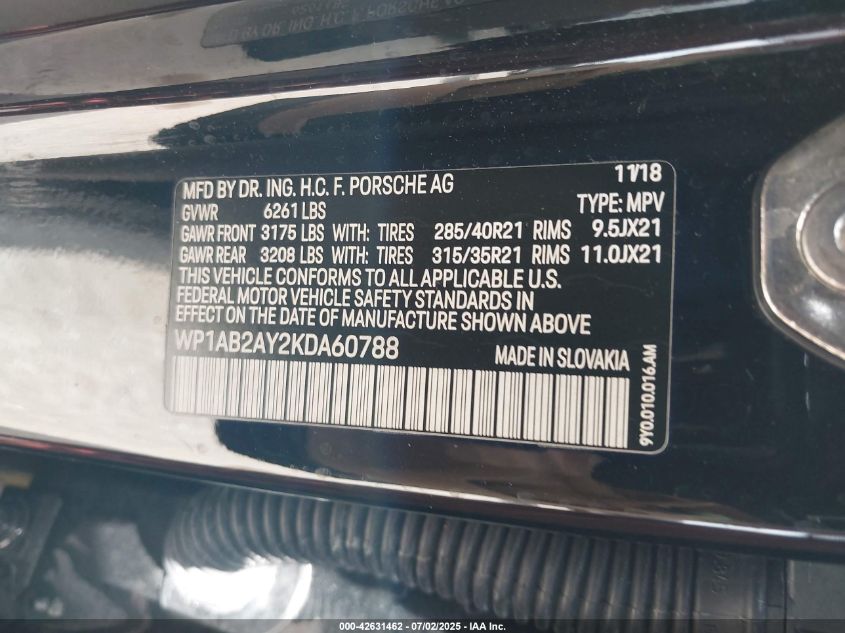 MFD BY DR. ING. H.C. F. PORSCHE AG 11/18
GVWR 6261 LBS TYPE: MPV
GAWR FRONT 3175 LBS WITH: TIRES 285/40R21 RIMS 9.5JX21
GAWR REAR 3208 LBS WITH: TIRES 315/35R21 RIMS 11.0JX21
THIS VEHICLE CONFORMS TO ALL APPLICABLE U.S.
FEDERAL MOTOR VEHICLE SAFETY STANDARDS IN
EFFECT ON THE DATE OF MANUFACTURE SHOWN ABOVE
WP1AB2AY2KDA60788 MADE IN SLOVAKIA
9Y0.010.016.AM
000-42631462 - 07/02/2025 - IAA Inc.